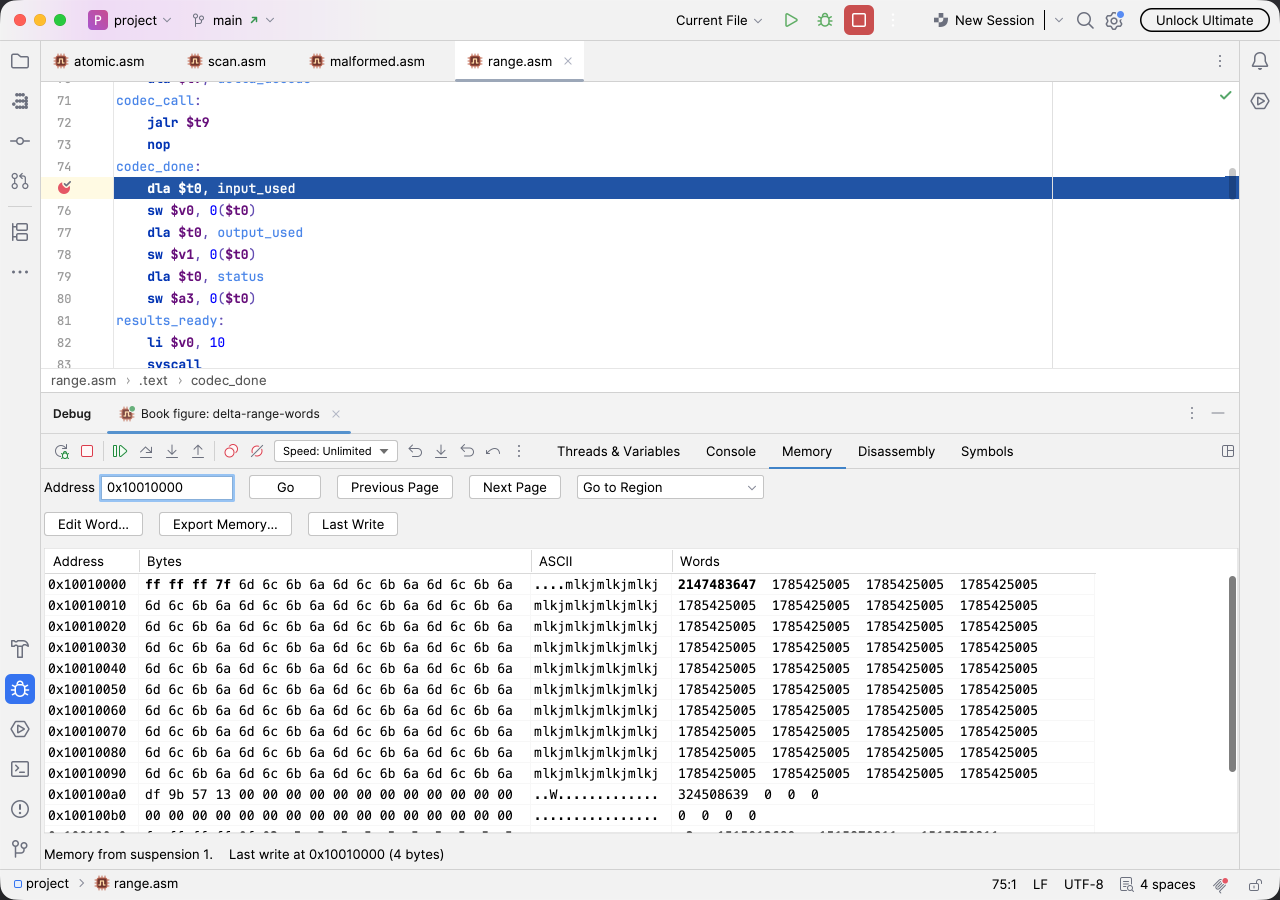 P project
main
Current File
New Session
Unlock Ultimate
atomic.asm
scan.asm
malformed.asm
range.asm
71 codec_call:
72 jalr $t9
73 nop
74 codec_done:
dla $t0, input_used
76 sw $v0, 0($t0)
77 dla $t0, output_used
78 sw $v1, 0($t0)
79 dla $t0, status
80 sw $a3, 0($t0)
81 results_ready:
82 li $v0, 10
83 syscall
range.asm › .text › codec_done
Debug
Book figure: delta-range-words
Speed: Unlimited
Threads & Variables
Console
Memory
Disassembly
Symbols
Address 0x10010000 Go Previous Page Next Page Go to Region
Edit Word... Export Memory... Last Write
Address Bytes ASCII Words
0x10010000 ff ff ff 7f 6d 6c 6b 6a 6d 6c 6b 6a 6d 6c 6b 6a ....mlkjmlkjmlkj 2147483647 1785425005 1785425005 1785425005
0x10010010 6d 6c 6b 6a 6d 6c 6b 6a 6d 6c 6b 6a 6d 6c 6b 6a mlkjmlkjmlkjmlkj 1785425005 1785425005 1785425005 1785425005
0x10010020 6d 6c 6b 6a 6d 6c 6b 6a 6d 6c 6b 6a 6d 6c 6b 6a mlkjmlkjmlkjmlkj 1785425005 1785425005 1785425005 1785425005
0x10010030 6d 6c 6b 6a 6d 6c 6b 6a 6d 6c 6b 6a 6d 6c 6b 6a mlkjmlkjmlkjmlkj 1785425005 1785425005 1785425005 1785425005
0x10010040 6d 6c 6b 6a 6d 6c 6b 6a 6d 6c 6b 6a 6d 6c 6b 6a mlkjmlkjmlkjmlkj 1785425005 1785425005 1785425005 1785425005
0x10010050 6d 6c 6b 6a 6d 6c 6b 6a 6d 6c 6b 6a 6d 6c 6b 6a mlkjmlkjmlkjmlkj 1785425005 1785425005 1785425005 1785425005
0x10010060 6d 6c 6b 6a 6d 6c 6b 6a 6d 6c 6b 6a 6d 6c 6b 6a mlkjmlkjmlkjmlkj 1785425005 1785425005 1785425005 1785425005
0x10010070 6d 6c 6b 6a 6d 6c 6b 6a 6d 6c 6b 6a 6d 6c 6b 6a mlkjmlkjmlkjmlkj 1785425005 1785425005 1785425005 1785425005
0x10010080 6d 6c 6b 6a 6d 6c 6b 6a 6d 6c 6b 6a 6d 6c 6b 6a mlkjmlkjmlkjmlkj 1785425005 1785425005 1785425005 1785425005
0x10010090 6d 6c 6b 6a 6d 6c 6b 6a 6d 6c 6b 6a 6d 6c 6b 6a mlkjmlkjmlkjmlkj 1785425005 1785425005 1785425005 1785425005
0x100100a0 df 9b 57 13 00 00 00 00 00 00 00 00 00 00 00 00 ..W............. 324508639 0 0 0
0x100100b0 00 00 00 00 00 00 00 00 00 00 00 00 00 00 00 00 ................ 0 0 0 0
Memory from suspension 1. Last write at 0x10010000 (4 bytes)
project › range.asm
75:1 LF UTF-8 4 spaces